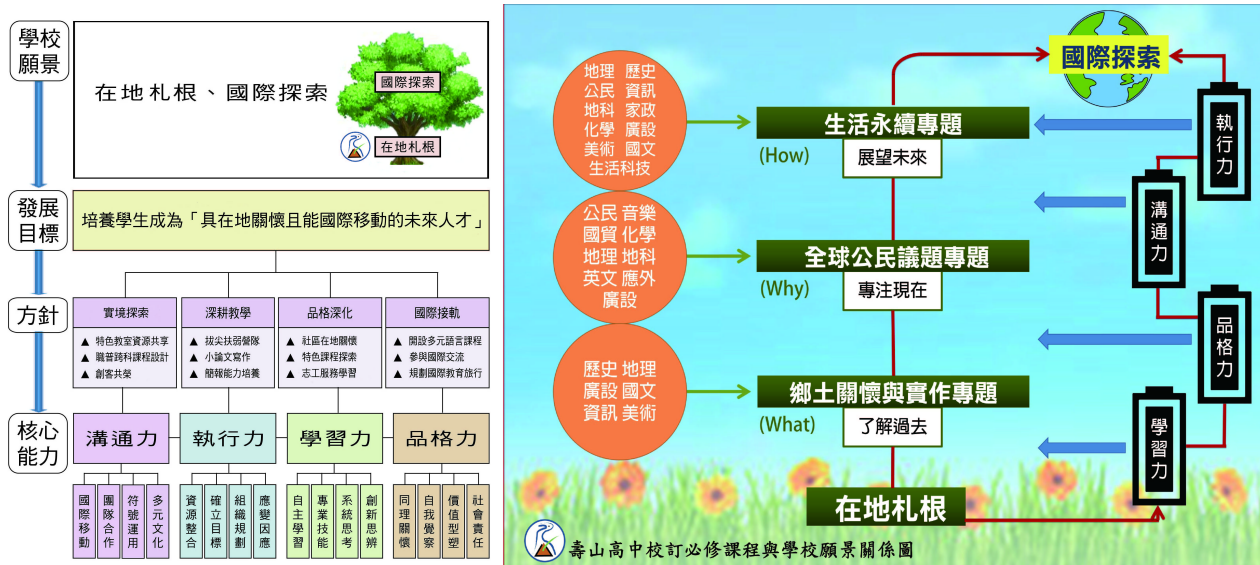 學校
願景
在地札根、國際探索
國際探索
在地札根
發展
目標
培養學生成為「具在地關懷且能國際移動的未來人才」
方針
實境探索
▲ 特色教室資源共享
▲ 職普跨科課程設計
▲ 創客共榮
深耕教學
▲ 拔尖扶弱營隊
▲ 小論文寫作
▲ 簡報能力培養
品格深化
▲ 社區在地關懷
▲ 特色課程探索
▲ 志工服務學習
國際接軌
▲ 開設多元語言課程
▲ 參與國際交流
▲ 規劃國際教育旅行
核心
能力
溝通力
執行力
學習力
品格力
國際移動
團隊合作
符號運用
多元文化
資源整合
確立目標
組織規劃
應變因應
自主學習
專業技能
系統思考
創新思辨
同理關懷
自我覺察
價值型塑
社會責任
國際探索
地理 歷史
公民 資訊
地科 家政
化學 廣設
美術 國文
生活科技
生活永續專題
(How)
展望未來
公民 音樂
國貿 化學
地理 地科
英文 應外
廣設
全球公民議題專題
(Why)
專注現在
歷史 地理
廣設 國文
資訊 美術
鄉土關懷與實作專題
(What)
了解過去
在地札根
執行力
溝通力
品格力
學習力
壽山高中校訂必修課程與學校願景關係圖